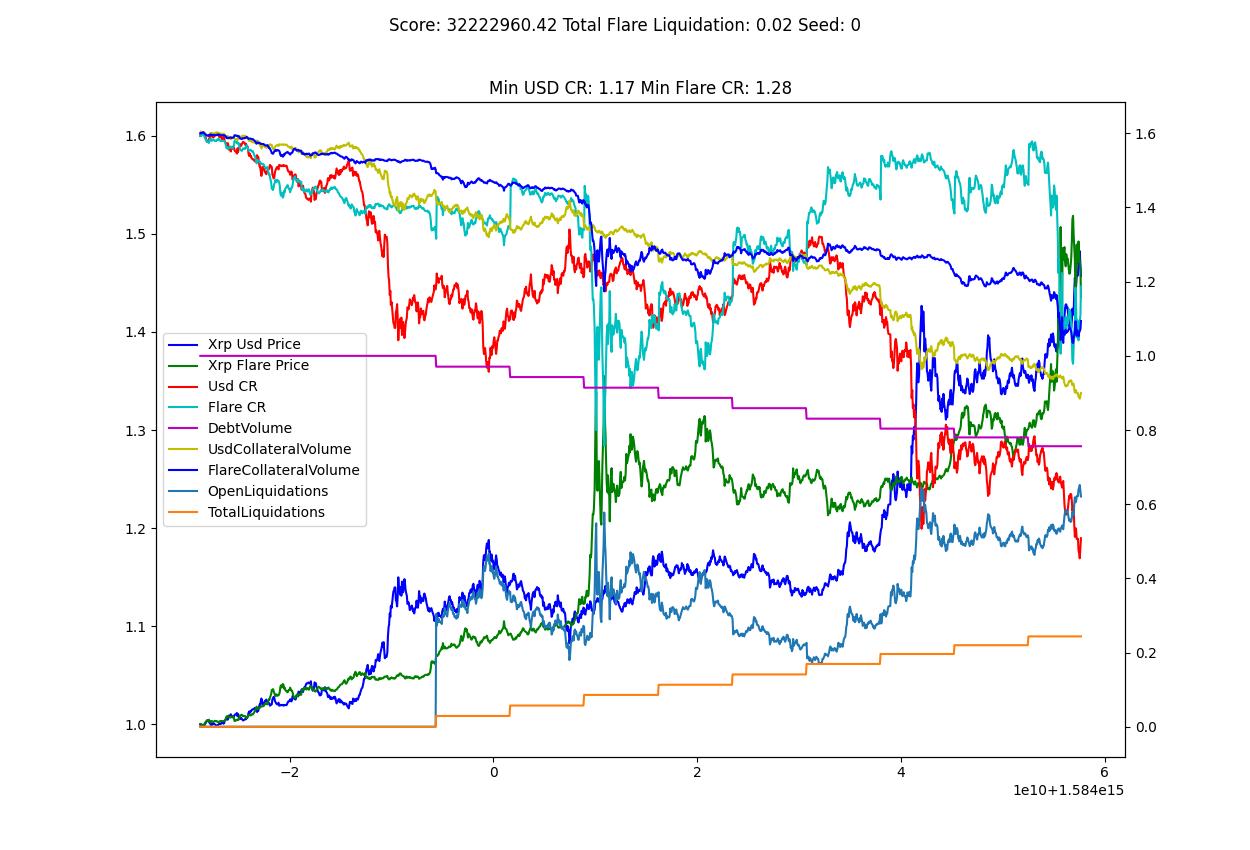 Score: 32222960.42 Total Flare Liquidation: 0.02 Seed: 0
Min USD CR: 1.17 Min Flare CR: 1.28
1.6
1.5
1.4
1.3
1.2
1.1
1.0
Xrp Usd Price
Xrp Flare Price
Usd CR
Flare CR
DebtVolume
UsdCollateralVolume
FlareCollateralVolume
OpenLiquidations
TotalLiquidations
1.6
1.4
1.2
1.0
0.8
0.6
0.4
0.2
0.0
−2 0 2 4 6
1e10+1.584e15